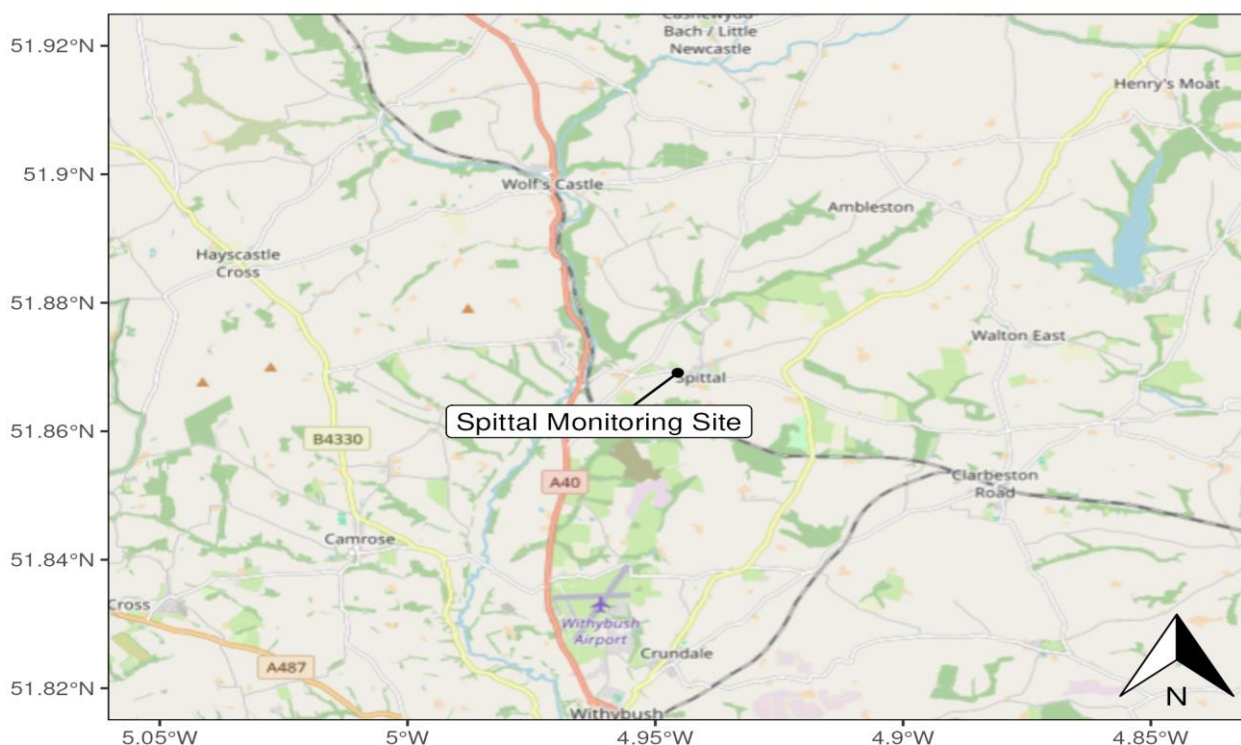 51.92°N
51.9°N
51.88°N
51.86°N
51.84°N
51.82°N
Bach / Little
Newcastle
Henry's Moat
Wolf's Castle
Ambleston
Hayscastle
Cross
Walton East
Spittal
Spittal Monitoring Site
B4330
A40
Clarbeston
Road
Camrose
Cross
Withybush
Airport
Crundale
A487
Withybush
N
5.05°W
5°W
4.95°W
4.9°W
4.85°W